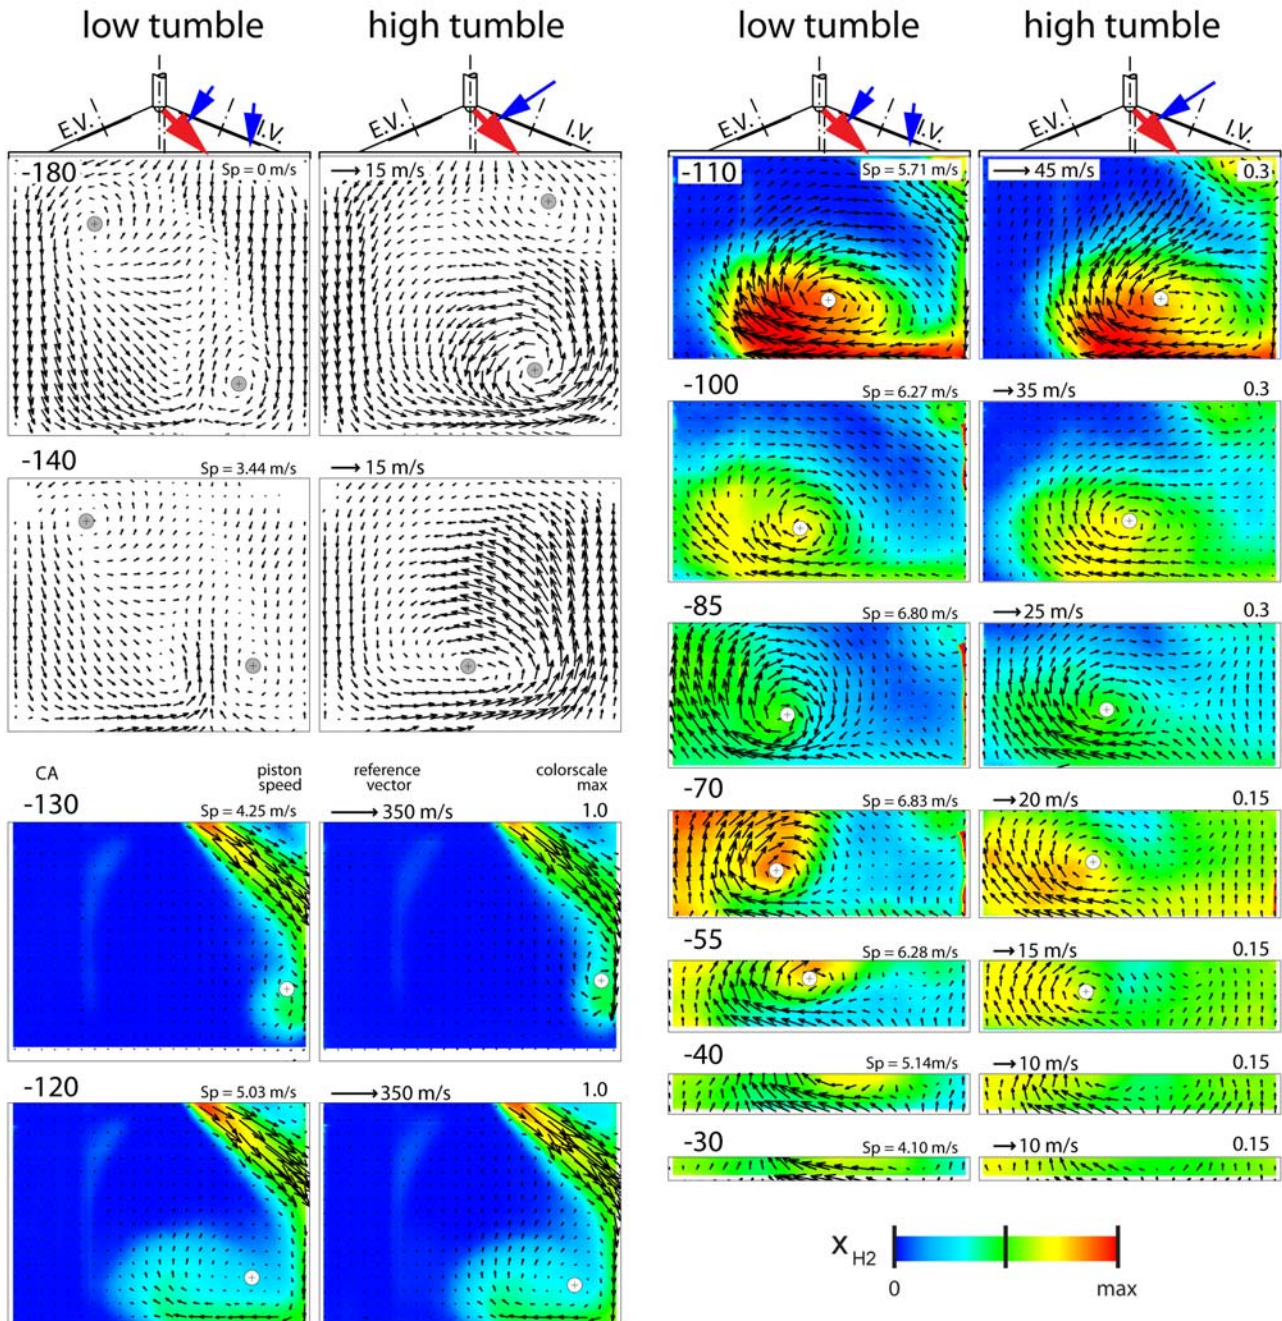 low tumble high tumble
E.V. I.V. E.V. I.V.
-180 Sp = 0 m/s 15 m/s
-140 Sp = 3.44 m/s 15 m/s
CA piston speed reference vector colorscale max
-130 Sp = 4.25 m/s 350 m/s 1.0
-120 Sp = 5.03 m/s 350 m/s 1.0
low tumble high tumble
E.V. I.V. E.V. I.V.
-110 Sp = 5.71 m/s 45 m/s 0.3
-100 Sp = 6.27 m/s 35 m/s 0.3
-85 Sp = 6.80 m/s 25 m/s 0.3
-70 Sp = 6.83 m/s 20 m/s 0.15
-55 Sp = 6.28 m/s 15 m/s 0.15
-40 Sp = 5.14m/s 10 m/s 0.15
-30 Sp = 4.10 m/s 10 m/s 0.15
X H2
0 max